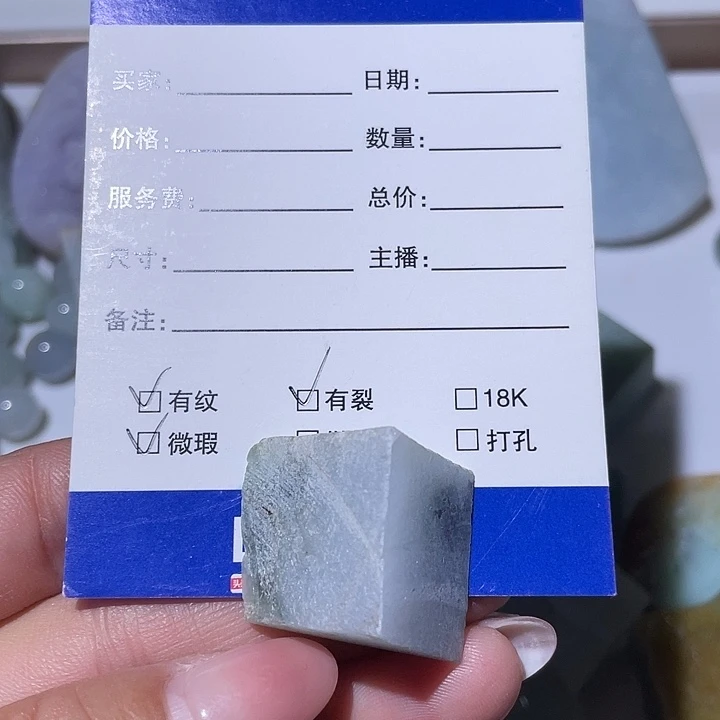 买家: 日期:
价格: 数量:
服务费: 总价:
尺寸: 主播:
备注:
有纹 有裂 18K
微瑕 打孔